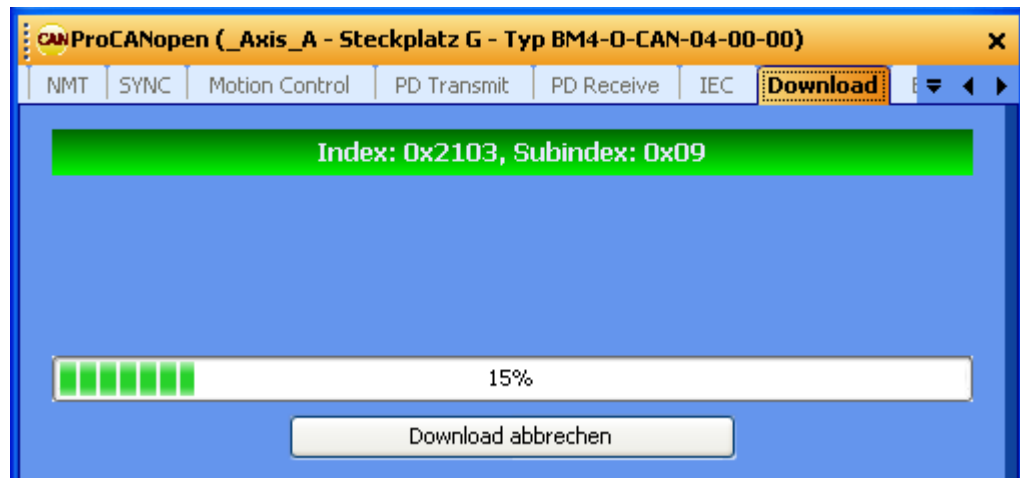 CAN ProCANopen (_Axis_A - Steckplatz G - Typ BM4-O-CAN-04-00-00)
NMT SYNC Motion Control PD Transmit PD Receive IEC Download
Index: 0x2103, Subindex: 0x09
15%
Download abbrechen